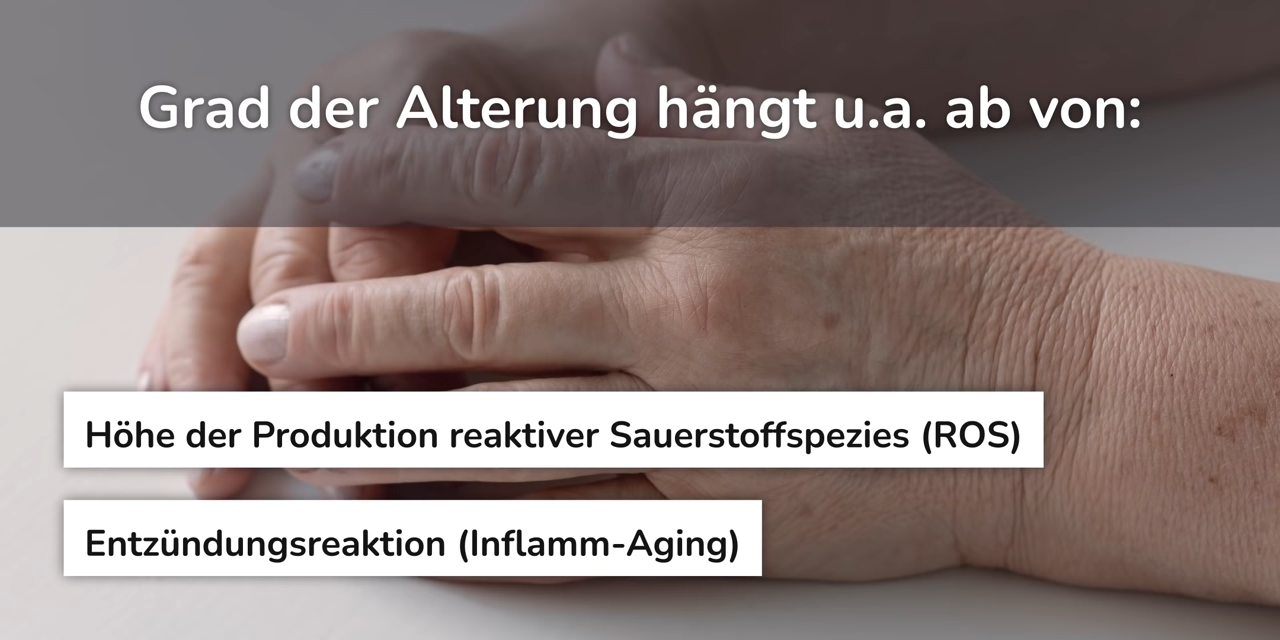 Grad der Alterung hängt u.a. ab von:
Höhe der Produktion reaktiver Sauerstoffspezies (ROS)
Entzündungsreaktion (Inflamm-Aging)